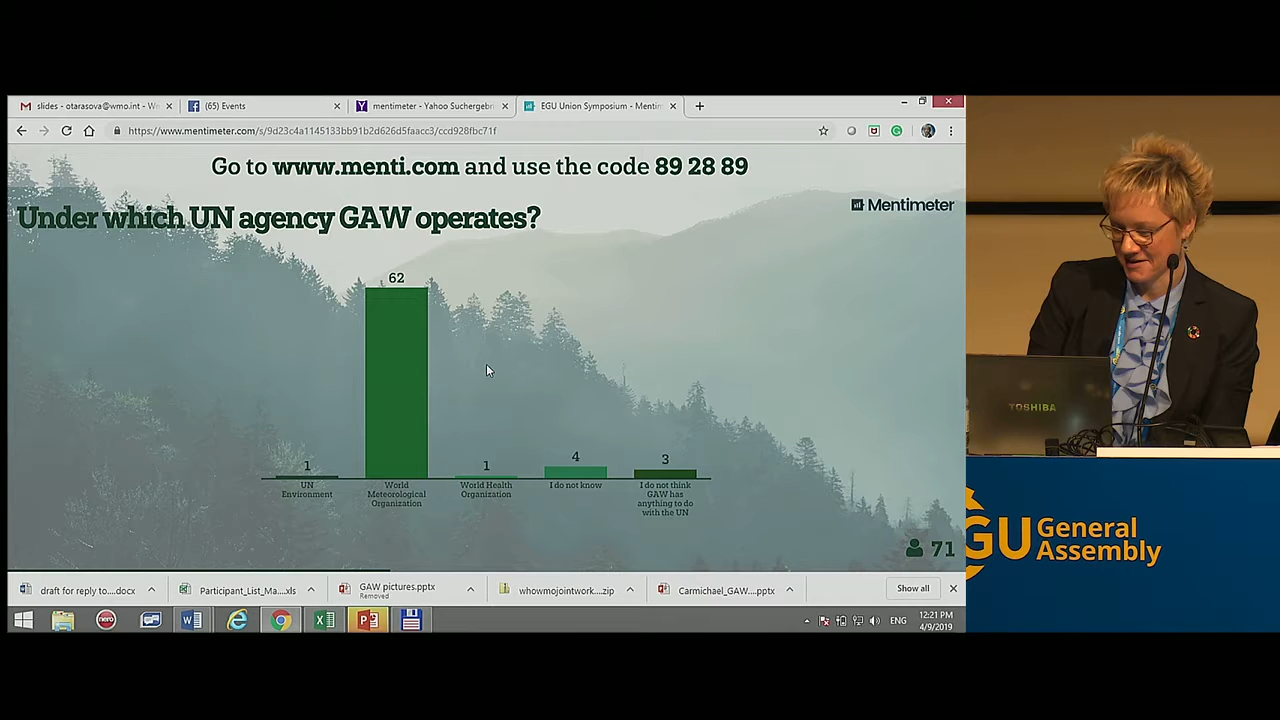 slides - otarasova@wmo.int - W
(65) Events
mentimeter - Yahoo Suchergebn
EGU Union Symposium - Mentim
https://www.mentimeter.com/s/9d23c4a1145133bb91b2d626d5faacc3/ccd928fbc71f
Go to www.menti.com and use the code 89 28 89
Under which UN agency GAW operates?
Mentimeter
62
1
1
4
3
UN
Environment
World
Meteorological
Organization
World Health
Organization
I do not know
I do not think
GAW has
anything to do
with the UN
71
draft for reply to....docx
Participant_List_Ma....xls
GAW pictures.pptx
Removed
whowmojointwork....zip
Carmichael_GAW....pptx
Show all
nero
ENG
12:21 PM
4/9/2019
TOSHIBA
GU General
Assembly